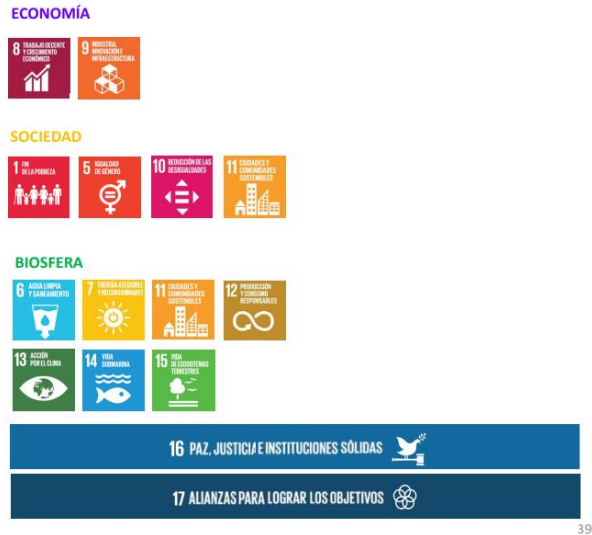 ECONOMÍA
8 TRABAJO DECENTE
Y CRECIMIENTO
ECONÓMICO
9 INDUSTRIA,
INNOVACIÓN E
INFRAESTRUCTURA
SOCIEDAD
1 FIN
DE LA POBREZA
5 IGUALDAD
DE GÉNERO
10 REDUCCIÓN DE LAS
DESIGUALDADES
11 CIUDADES Y
COMUNIDADES
SOSTENIBLES
BIOSFERA
6 AGUA LIMPIA
Y SANEAMIENTO
7 ENERGÍA ASEQUIBLE
Y NO CONTAMINANTE
11 CIUDADES Y
COMUNIDADES
SOSTENIBLES
12 PRODUCCIÓN
Y CONSUMO
RESPONSABLES
13 ACCIÓN
POR EL CLIMA
14 VIDA
SUBMARINA
15 VIDA
DE ECOSISTEMAS
TERRESTRES
16 PAZ, JUSTICIA E INSTITUCIONES SÓLIDAS
17 ALIANZAS PARA LOGRAR LOS OBJETIVOS
39